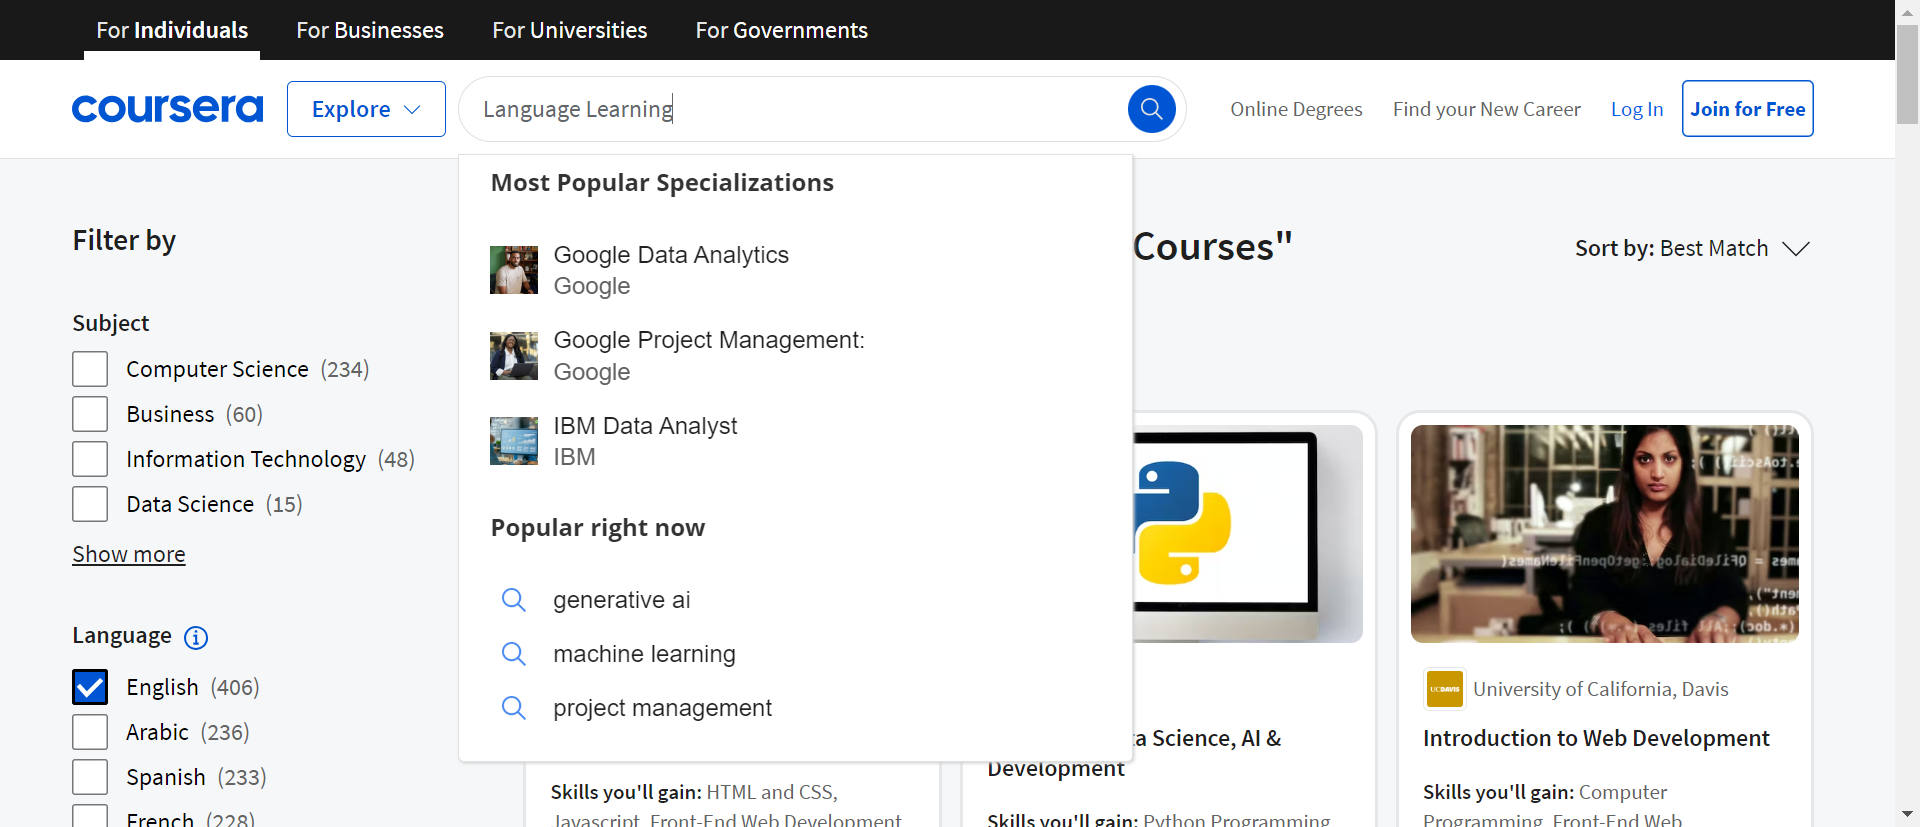 For Individuals
For Businesses
For Universities
For Governments
coursera
Explore
Language Learning
Online Degrees
Find your New Career
Log In
Join for Free
Most Popular Specializations
Google Data Analytics
Google
Google Project Management:
Google
IBM Data Analyst
IBM
Popular right now
generative ai
machine learning
project management
Filter by
Subject
Computer Science (234)
Business (60)
Information Technology (48)
Data Science (15)
Show more
Language
English (406)
Arabic (236)
Spanish (233)
French (228)
Courses"
Sort by: Best Match
Skills you'll gain: HTML and CSS,
Javascript, Front-End Web Development
a Science, AI &
Development
Skills you'll gain: Python Programming
UCDAVIS
University of California, Davis
Introduction to Web Development
Skills you'll gain: Computer
Programming, Front-End Web